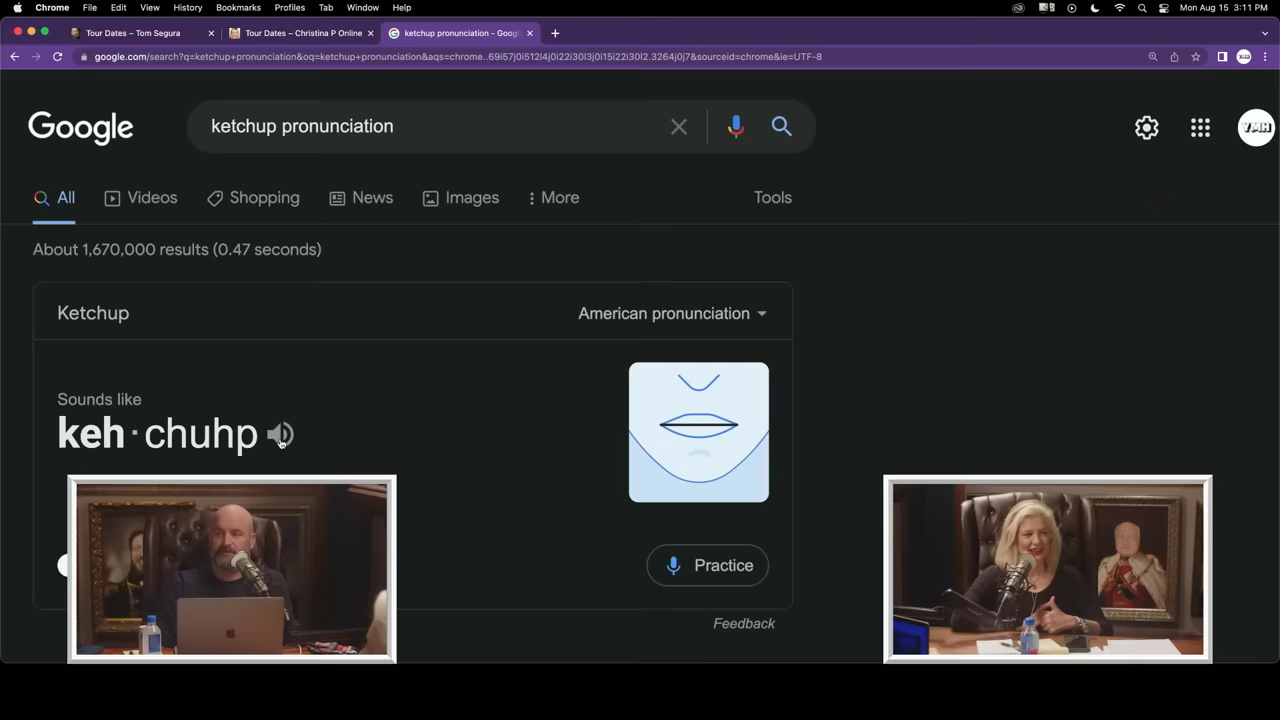 Chrome File Edit View History Bookmarks Profiles Tab Window Help Mon Aug 15 3:11 PM
Tour Dates – Tom Segura Tour Dates – Christina P Online ketchup pronunciation - Goog
google.com/search?q=ketchup+pronunciation&oq=ketchup+pronunciation&aqs=chrome..69i57j0i512l4j0i22i30l3j0i15i22i30l2.3264j0j7&sourceid=chrome&ie=UTF-8 YMH
Google ketchup pronunciation YMH
All Videos Shopping News Images More Tools
About 1,670,000 results (0.47 seconds)
Ketchup American pronunciation
Sounds like
keh · chuhp
Practice
Feedback